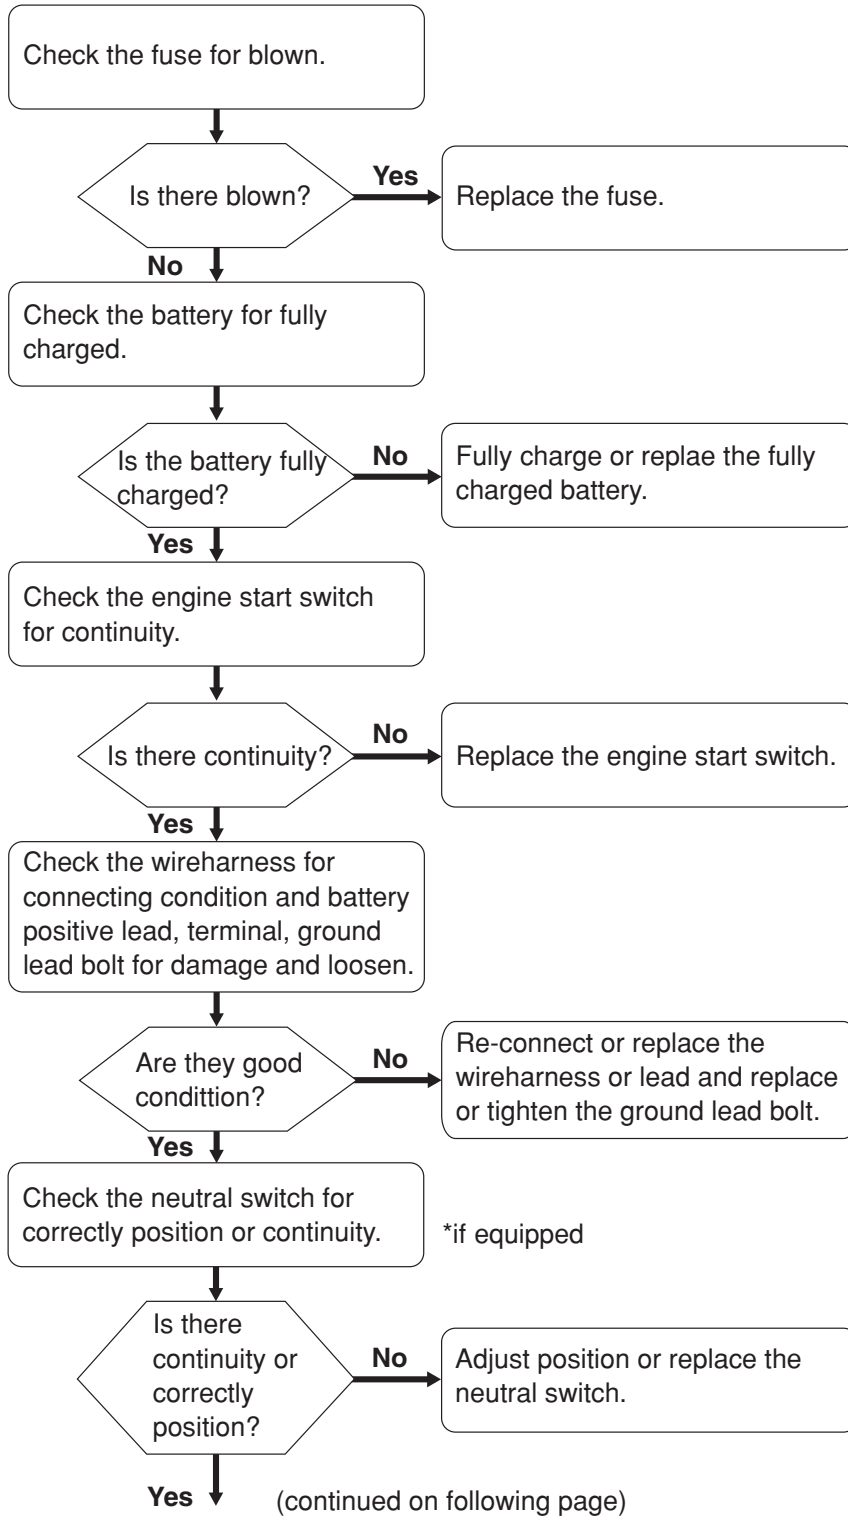 Check the fuse for blown.
Is there blown?
Yes
Replace the fuse.
No
Check the battery for fully
charged.
Is the battery fully
charged?
No
Fully charge or replae the fully
charged battery.
Yes
Check the engine start switch
for continuity.
Is there continuity?
No
Replace the engine start switch.
Yes
Check the wireharness for
connecting condition and battery
positive lead, terminal, ground
lead bolt for damage and loosen.
Are they good
condittion?
No
Re-connect or replace the
wireharness or lead and replace
or tighten the ground lead bolt.
Yes
Check the neutral switch for
correctly position or continuity.
*if equipped
Is there
continuity or
correctly
position?
No
Adjust position or replace the
neutral switch.
Yes
(continued on following page)